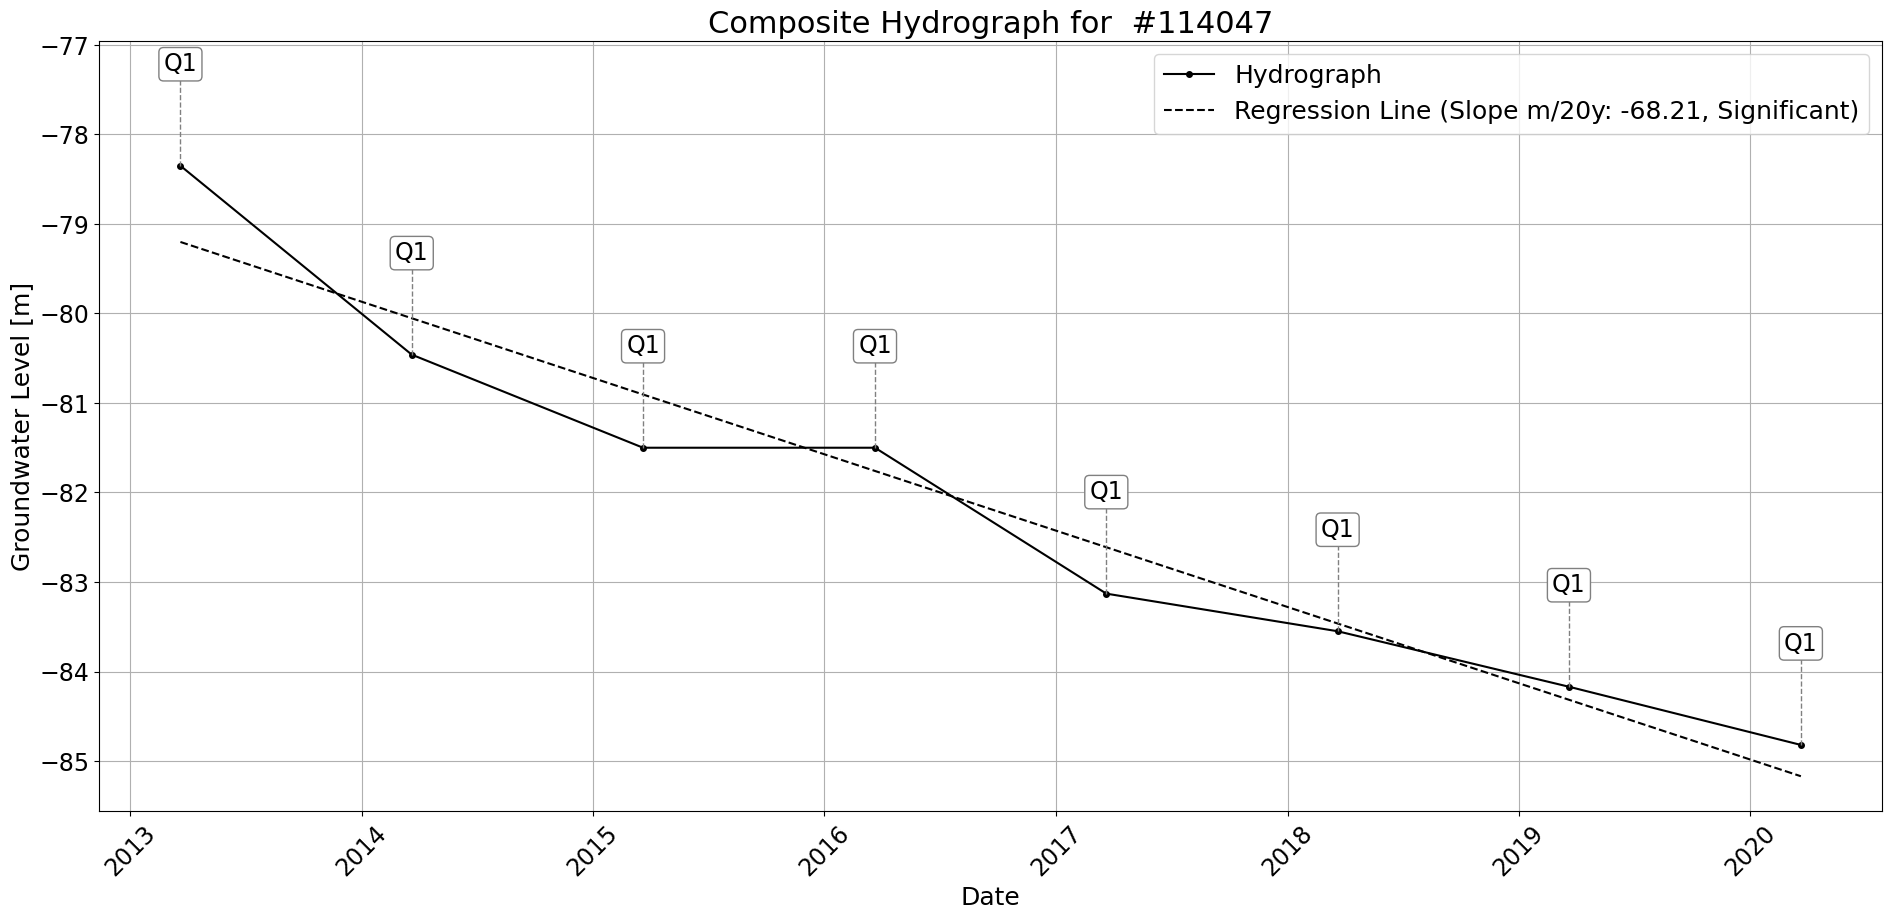 Composite Hydrograph for  #114047
Hydrograph
Regression Line (Slope m/20y: -68.21, Significant)
Groundwater Level [m]
−77
−78
−79
−80
−81
−82
−83
−84
−85
Q1
Q1
Q1
Q1
Q1
Q1
Q1
Q1
2013
2014
2015
2016
2017
2018
2019
2020
Date